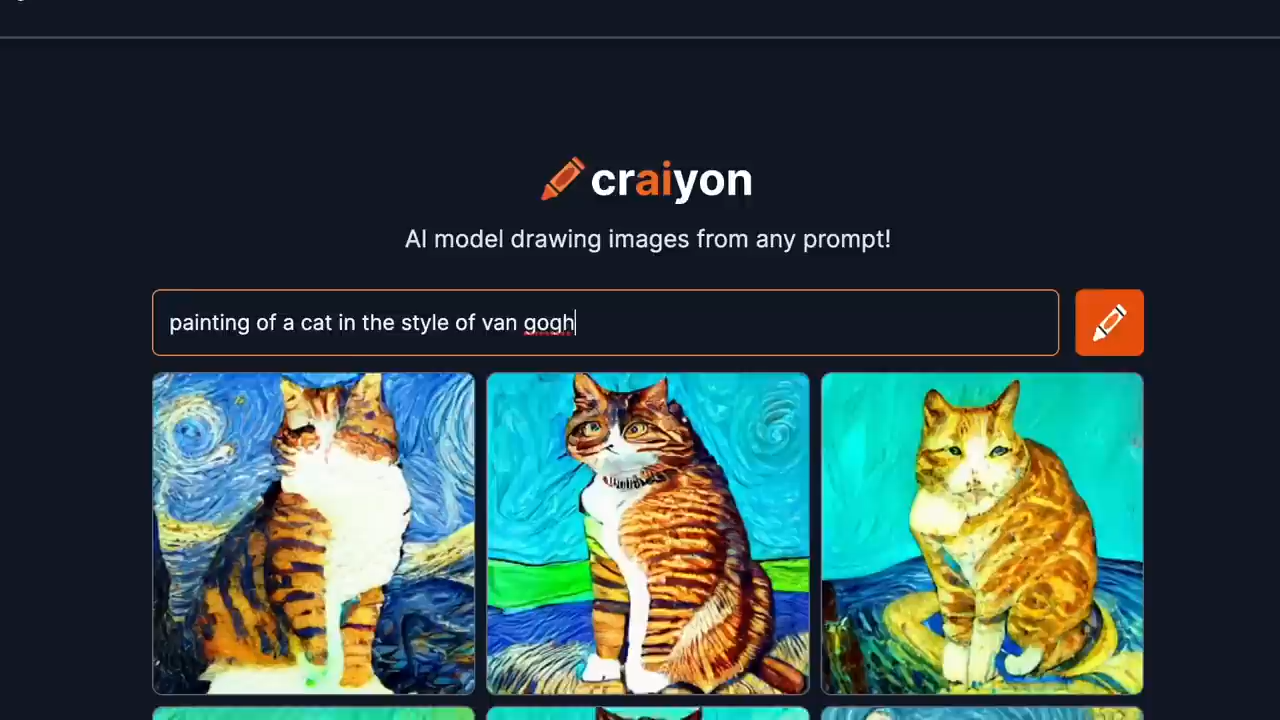 craiyon
AI model drawing images from any prompt!
painting of a cat in the style of van gogh